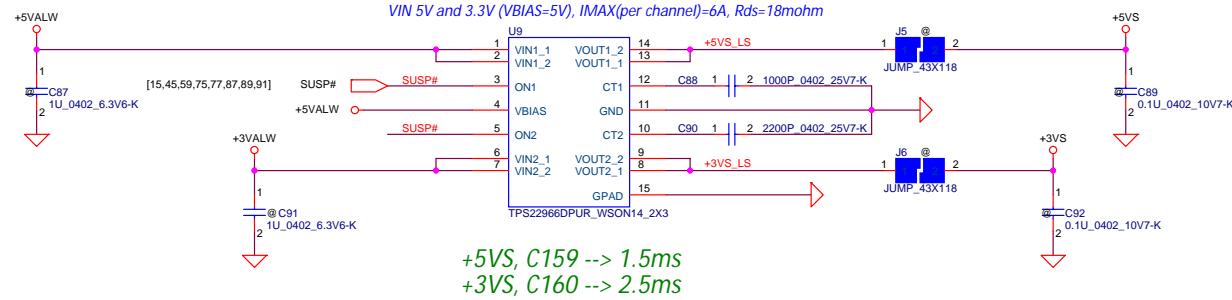 VIN 5V and 3.3V (VBIAS=5V), IMAX(per channel)=6A, Rds=18mohm
+5VALW
U9
+5VS
1 VIN1_1 VOUT1_2 14 +5VS_LS
2 VIN1_2 VOUT1_1 13
J5 @
1 2
JUMP_43X118
1
@ C87
1U_0402_6.3V6-K
2
[15,45,59,75,77,87,89,91] SUSP# SUSP# 3 ON1 CT1 12 C88 1 2 1000P_0402_25V7-K
+5VALW 4 VBIAS GND 11
SUSP# 5 ON2 CT2 10 C90 1 2 2200P_0402_25V7-K
1
@ C89
0.1U_0402_10V7-K
2
+3VALW
6 VIN2_1 VOUT2_2 9 +3VS_LS
7 VIN2_2 VOUT2_1 8
J6 @
1 2
JUMP_43X118
+3VS
GPAD 15
TPS22966DPUR_WSON14_2X3
1
@ C91
1U_0402_6.3V6-K
2
1
@ C92
0.1U_0402_10V7-K
2
+5VS, C159 --> 1.5ms
+3VS, C160 --> 2.5ms